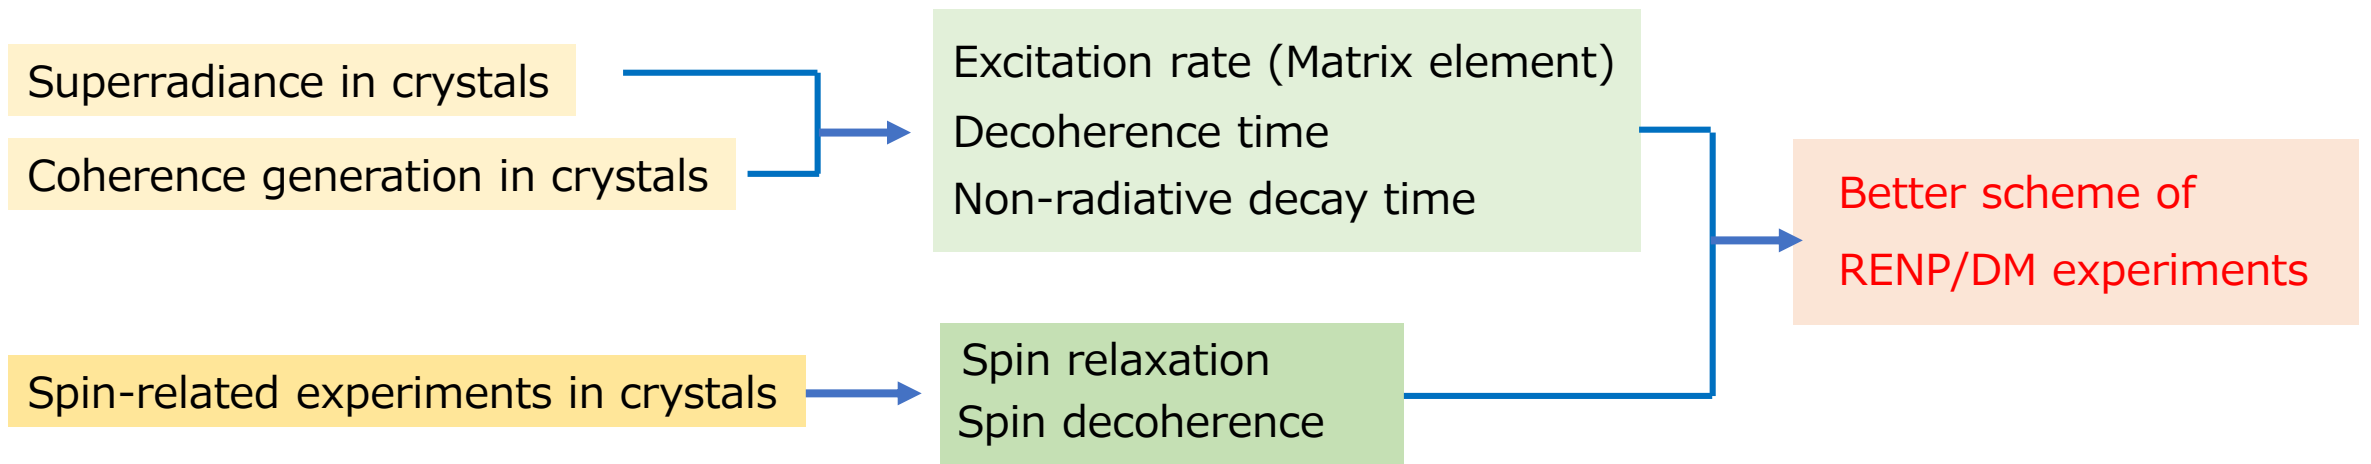 Superradiance in crystals
Coherence generation in crystals
Spin-related experiments in crystals
Excitation rate (Matrix element)
Decoherence time
Non-radiative decay time
Spin relaxation
Spin decoherence
Better scheme of
RENP/DM experiments